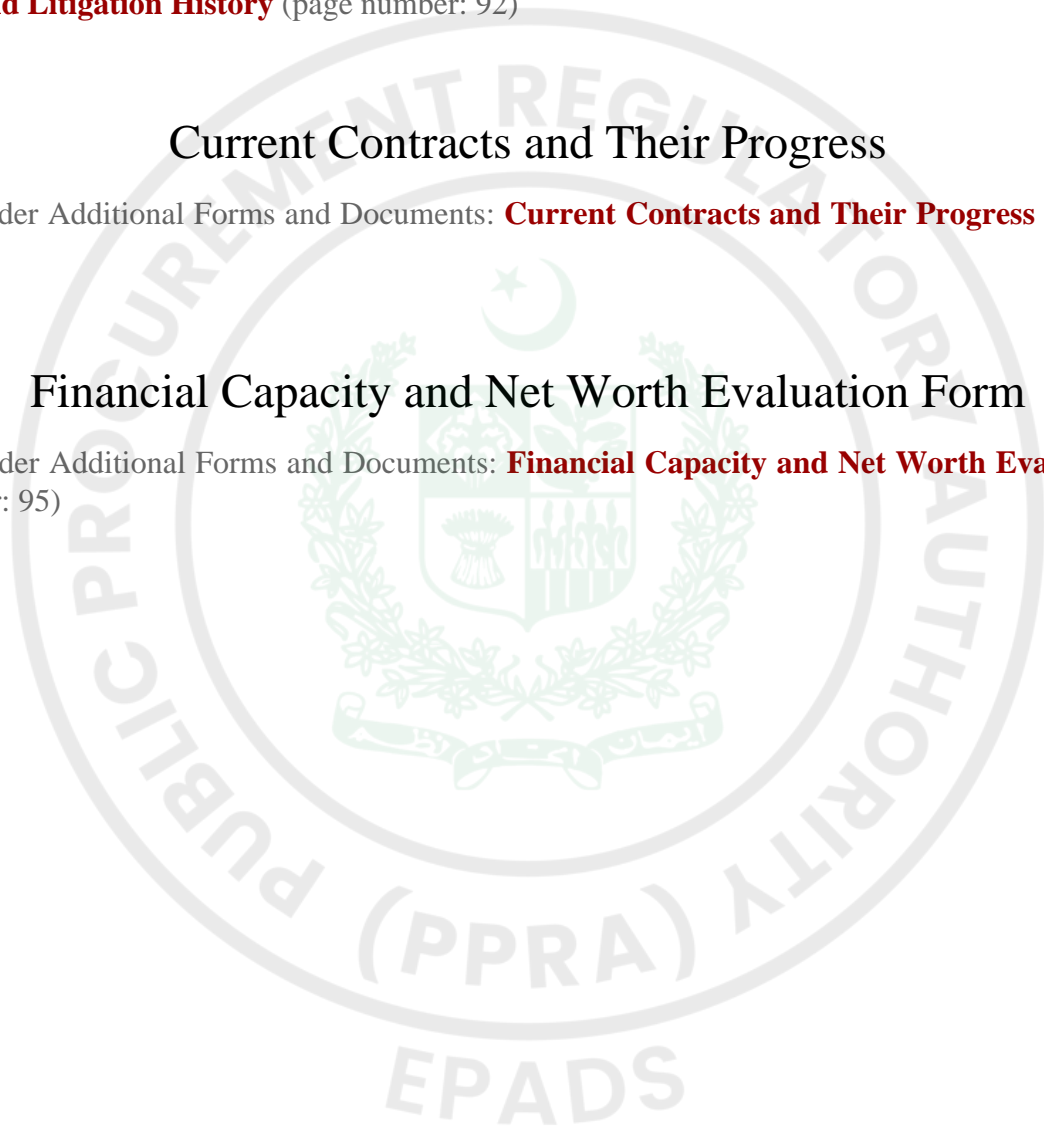 d Litigation History (page number: 92)
Current Contracts and Their Progress
der Additional Forms and Documents: Current Contracts and Their Progress
Financial Capacity and Net Worth Evaluation Form
der Additional Forms and Documents: Financial Capacity and Net Worth Eva
: 95)
PUBLIC PROCUREMENT REGULATORY AUTHORITY
(PPRA)
EPADS